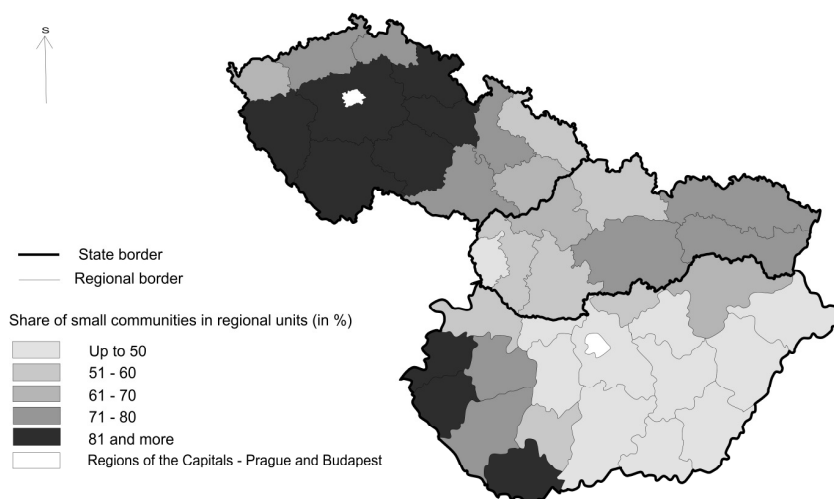 S
State border
Regional border
Share of small communities in regional units (in %)
Up to 50
51 - 60
61 - 70
71 - 80
81 and more
Regions of the Capitals - Prague and Budapest